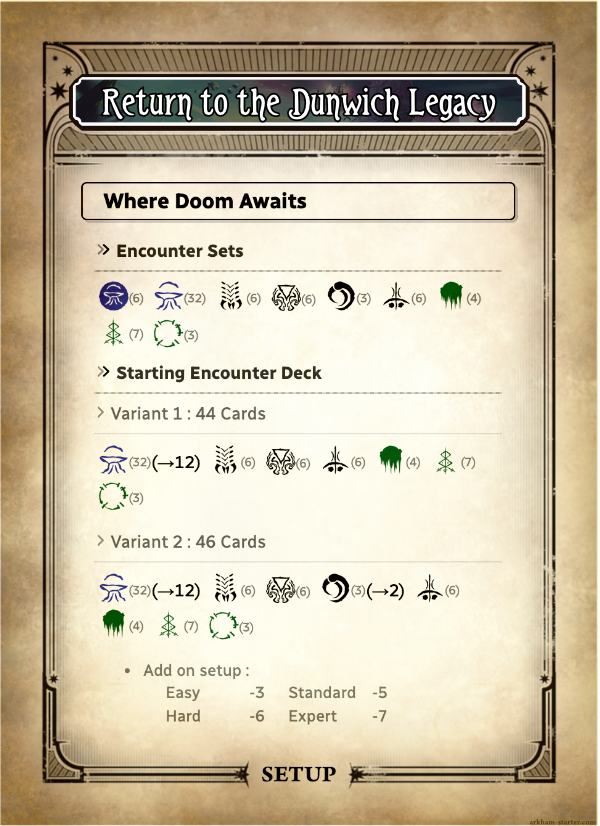 Return to the Dunwich Legacy
Where Doom Awaits
» Encounter Sets
(6) (32) (6) (6) (3) (6) (4)
(7) (3)
» Starting Encounter Deck
> Variant 1 : 44 Cards
(32)(→12) (6) (6) (6) (4) (7)
(3)
> Variant 2 : 46 Cards
(32)(→12) (6) (6) (3)(→2) (6)
(4) (7) (3)
• Add on setup :
Easy -3 Standard -5
Hard -6 Expert -7
SETUP
arkham-starter.com